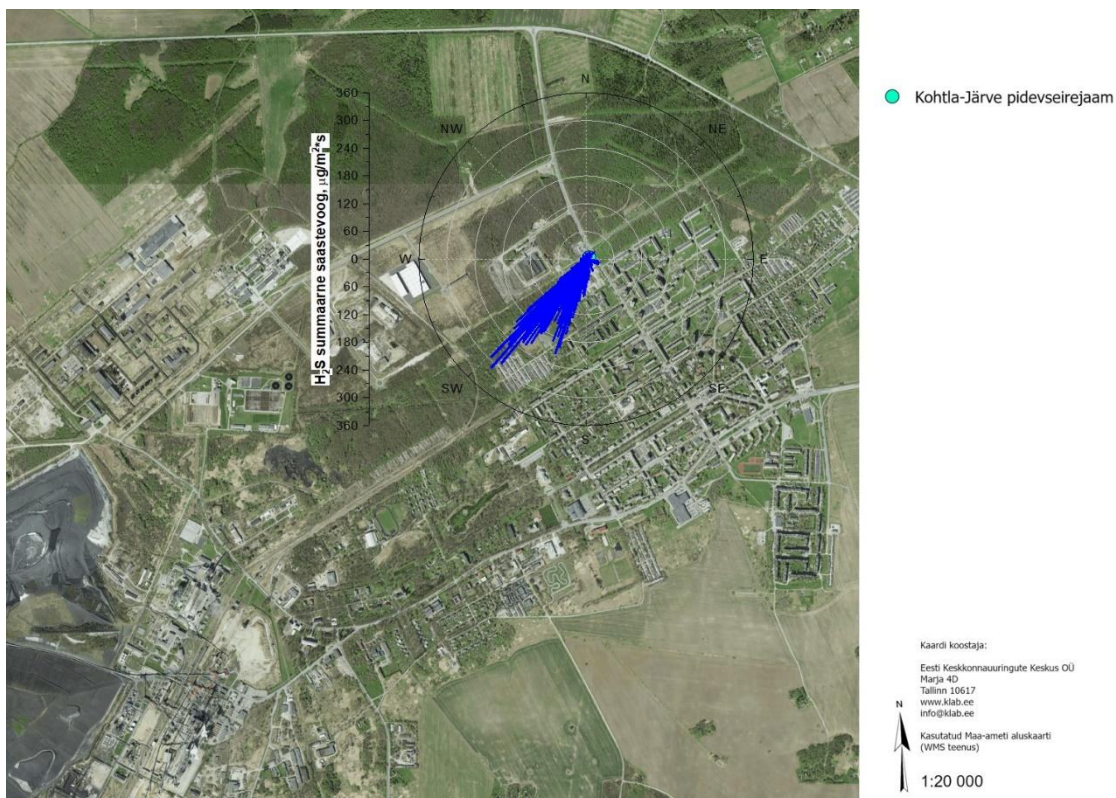 N
NW
NE
W
E
SW
SE
S
360
300
240
180
120
60
0
60
120
180
240
300
360
H₂S summaarne saastevoog, µg/m²*s
Kohtla-Järve pidevseirejaam
Kaardi koostaja:
Eesti Keskkonnauuringute Keskus OÜ
Marja 4D
Tallinn 10617
www.klab.ee
info@klab.ee
Kasutatud Maa-ameti aluskaarti
(WMS teenus)
N
1:20 000